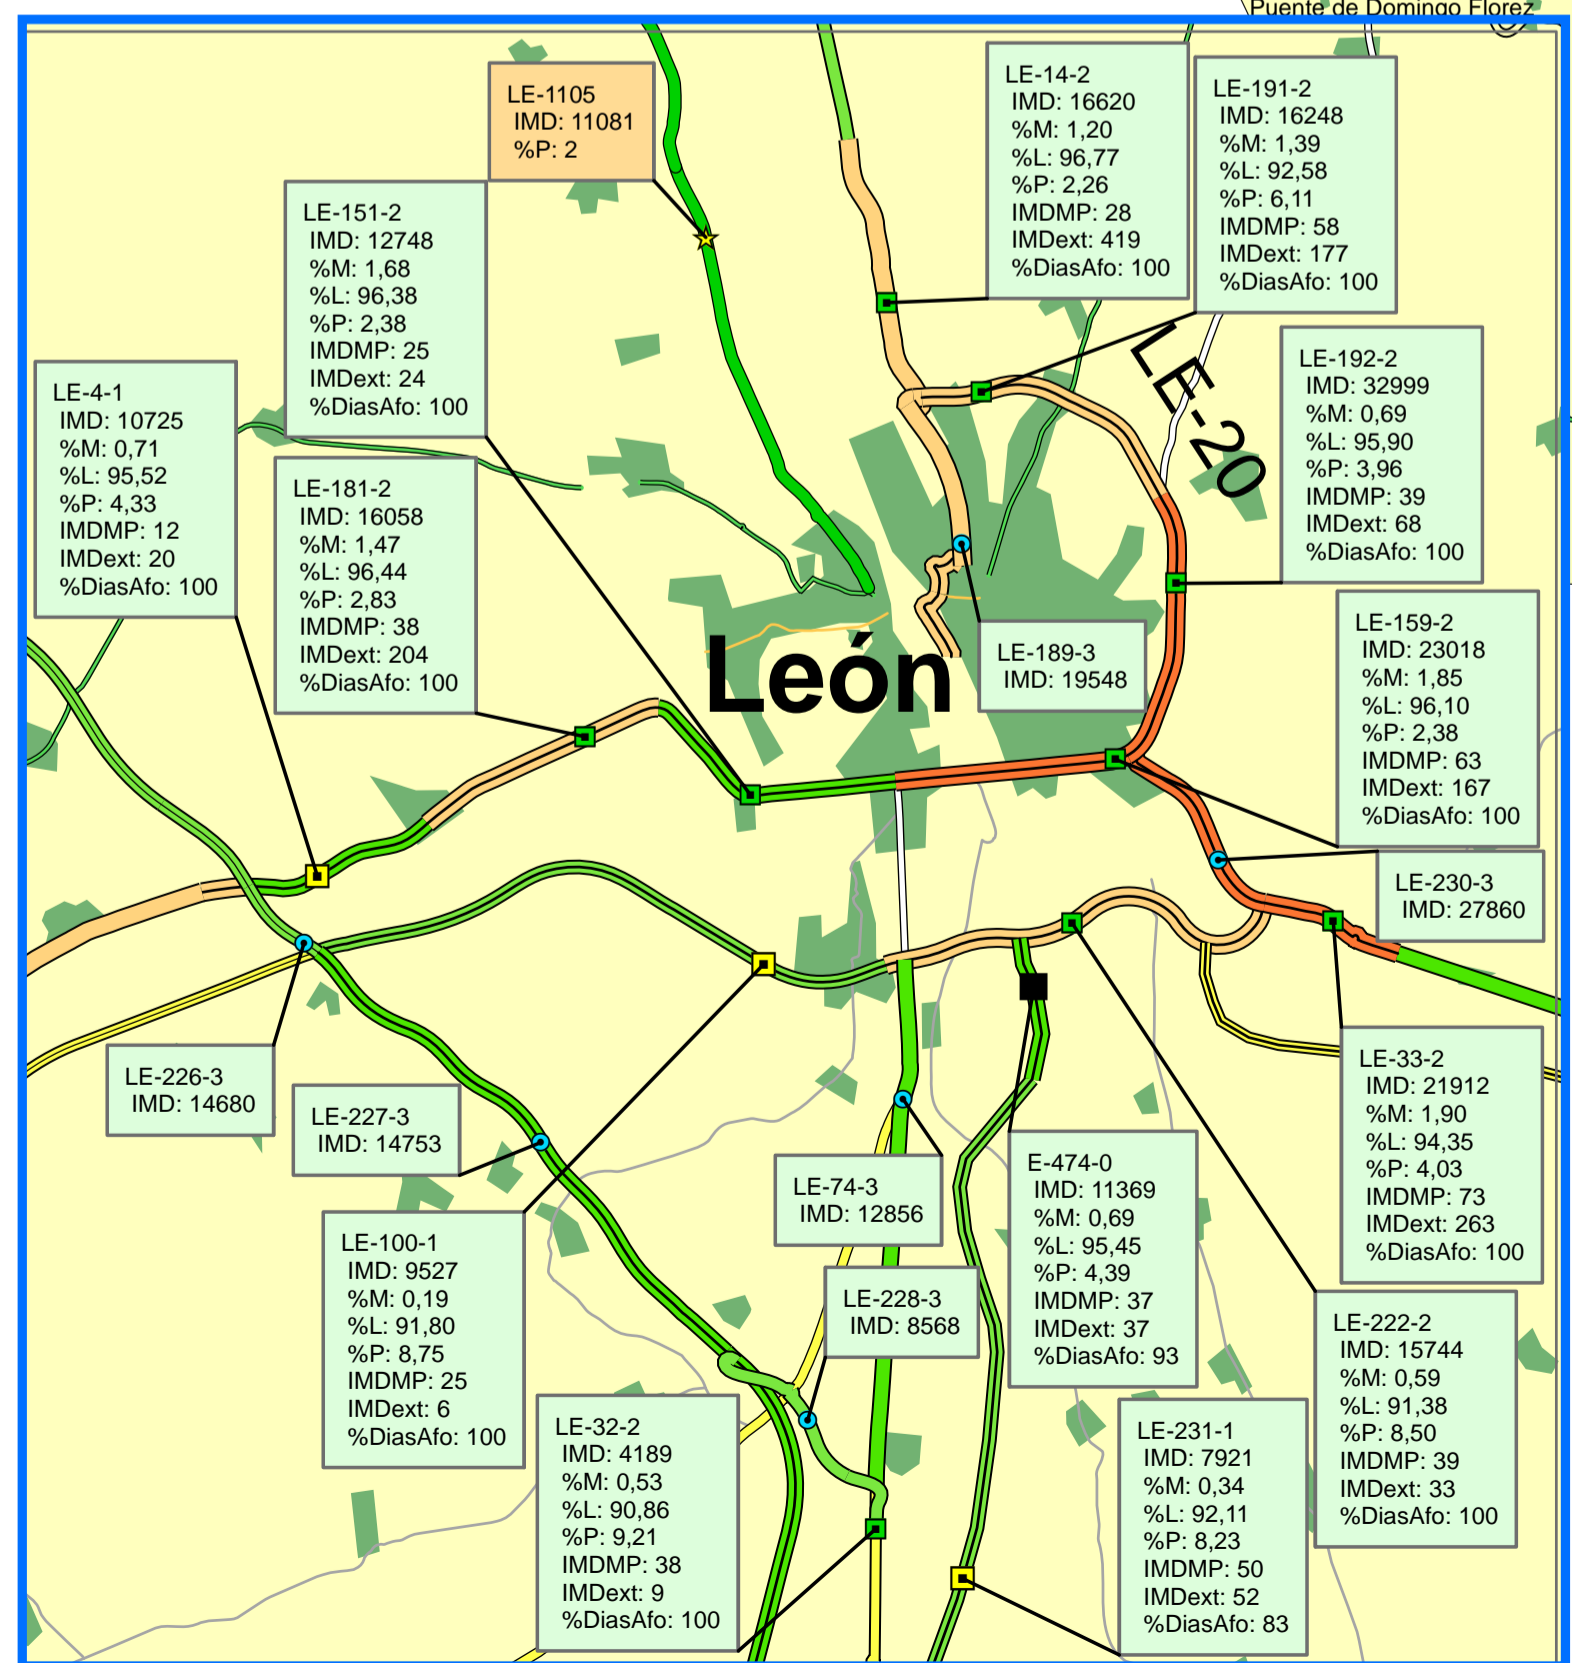 Puente de Domingo Florez
LE-1105
IMD: 11081
%P: 2
LE-14-2
IMD: 16620
%M: 1,20
%L: 96,77
%P: 2,26
IMDMP: 28
IMDext: 419
%DiasAfo: 100
LE-191-2
IMD: 16248
%M: 1,39
%L: 92,58
%P: 6,11
IMDMP: 58
IMDext: 177
%DiasAfo: 100
LE-151-2
IMD: 12748
%M: 1,68
%L: 96,38
%P: 2,38
IMDMP: 25
IMDext: 24
%DiasAfo: 100
LE-20
LE-192-2
IMD: 32999
%M: 0,69
%L: 95,90
%P: 3,96
IMDMP: 39
IMDext: 68
%DiasAfo: 100
LE-4-1
IMD: 10725
%M: 0,71
%L: 95,52
%P: 4,33
IMDMP: 12
IMDext: 20
%DiasAfo: 100
LE-181-2
IMD: 16058
%M: 1,47
%L: 96,44
%P: 2,83
IMDMP: 38
IMDext: 204
%DiasAfo: 100
León
LE-189-3
IMD: 19548
LE-159-2
IMD: 23018
%M: 1,85
%L: 96,10
%P: 2,38
IMDMP: 63
IMDext: 167
%DiasAfo: 100
LE-230-3
IMD: 27860
LE-226-3
IMD: 14680
LE-227-3
IMD: 14753
LE-33-2
IMD: 21912
%M: 1,90
%L: 94,35
%P: 4,03
IMDMP: 73
IMDext: 263
%DiasAfo: 100
LE-74-3
IMD: 12856
E-474-0
IMD: 11369
%M: 0,69
%L: 95,45
%P: 4,39
IMDMP: 37
IMDext: 37
%DiasAfo: 93
LE-100-1
IMD: 9527
%M: 0,19
%L: 91,80
%P: 8,75
IMDMP: 25
IMDext: 6
%DiasAfo: 100
LE-228-3
IMD: 8568
LE-222-2
IMD: 15744
%M: 0,59
%L: 91,38
%P: 8,50
IMDMP: 39
IMDext: 33
%DiasAfo: 100
LE-32-2
IMD: 4189
%M: 0,53
%L: 90,86
%P: 9,21
IMDMP: 38
IMDext: 9
%DiasAfo: 100
LE-231-1
IMD: 7921
%M: 0,34
%L: 92,11
%P: 8,23
IMDMP: 50
IMDext: 52
%DiasAfo: 83